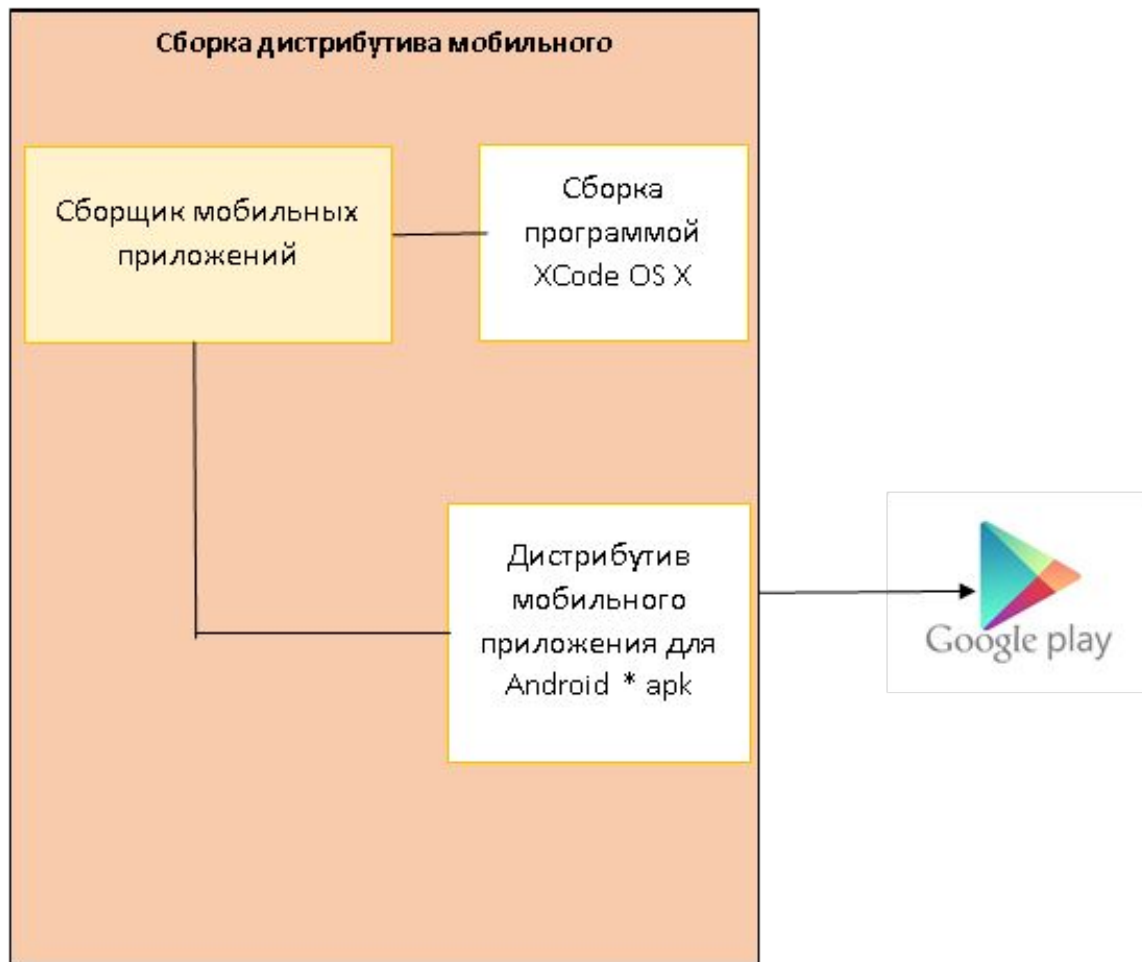 Сборка дистрибутива мобильного
Сборщик мобильных
приложений
Сборка
программой
XCode OS X
Дистрибутив
мобильного
приложения для
Android * apk
Google play